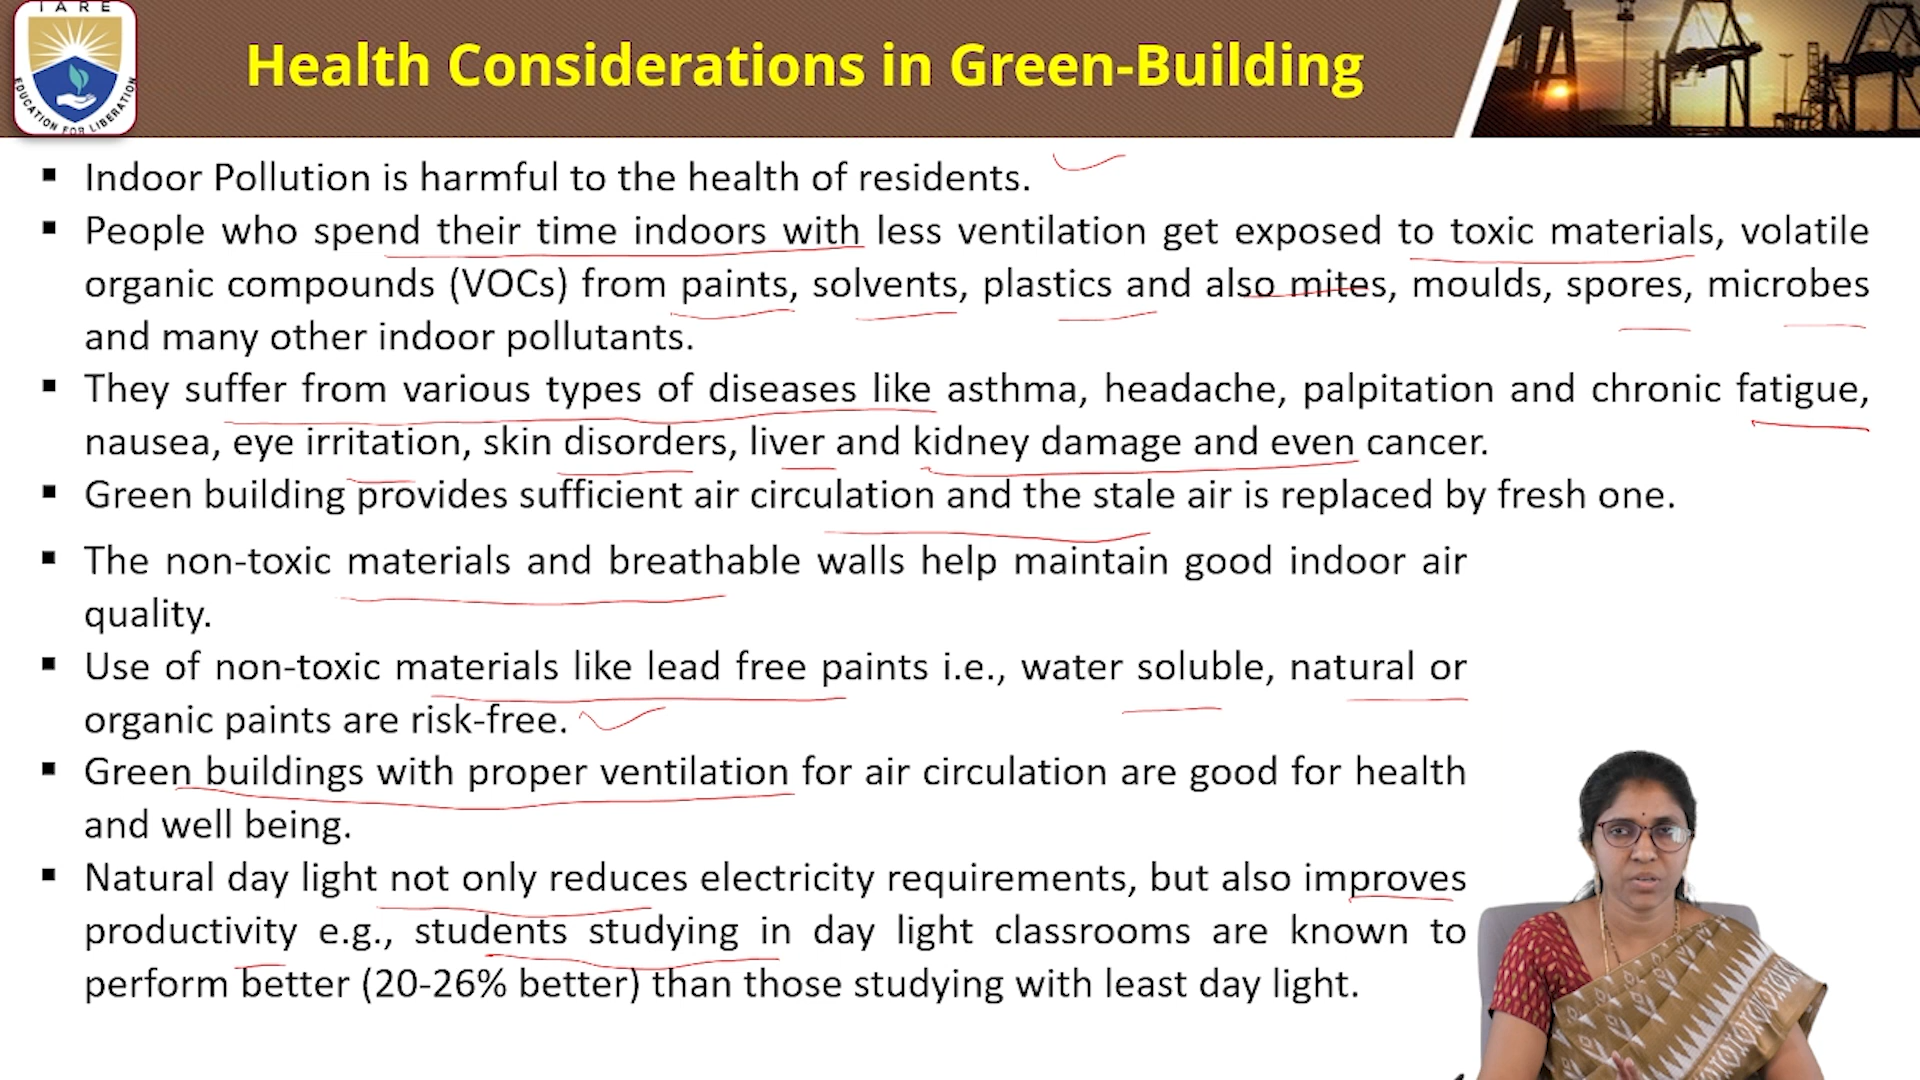 IARE
EDUCATION FOR LIBERATION
Health Considerations in Green-Building
▪ Indoor Pollution is harmful to the health of residents.
▪ People who spend their time indoors with less ventilation get exposed to toxic materials, volatile
organic compounds (VOCs) from paints, solvents, plastics and also mites, moulds, spores, microbes
and many other indoor pollutants.
▪ They suffer from various types of diseases like asthma, headache, palpitation and chronic fatigue,
nausea, eye irritation, skin disorders, liver and kidney damage and even cancer.
▪ Green building provides sufficient air circulation and the stale air is replaced by fresh one.
▪ The non-toxic materials and breathable walls help maintain good indoor air
quality.
▪ Use of non-toxic materials like lead free paints i.e., water soluble, natural or
organic paints are risk-free.
▪ Green buildings with proper ventilation for air circulation are good for health
and well being.
▪ Natural day light not only reduces electricity requirements, but also improves
productivity e.g., students studying in day light classrooms are known to
perform better (20-26% better) than those studying with least day light.